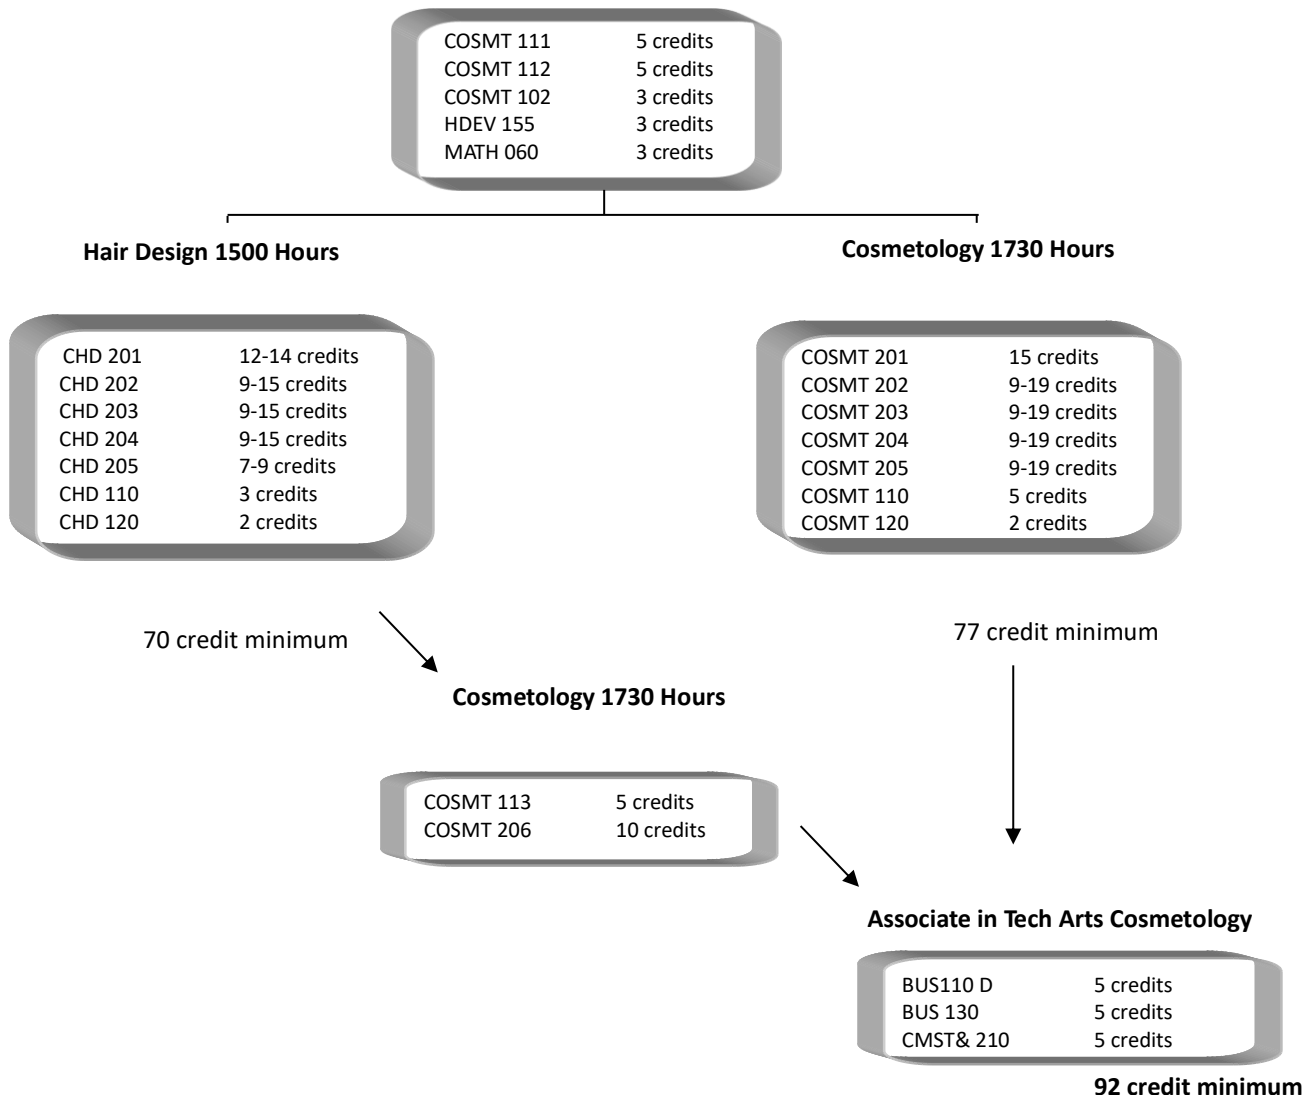 COSMT 111 5 credits
COSMT 112 5 credits
COSMT 102 3 credits
HDEV 155 3 credits
MATH 060 3 credits
Hair Design 1500 Hours
CHD 201 12-14 credits
CHD 202 9-15 credits
CHD 203 9-15 credits
CHD 204 9-15 credits
CHD 205 7-9 credits
CHD 110 3 credits
CHD 120 2 credits
70 credit minimum
Cosmetology 1730 Hours
COSMT 201 15 credits
COSMT 202 9-19 credits
COSMT 203 9-19 credits
COSMT 204 9-19 credits
COSMT 205 9-19 credits
COSMT 110 5 credits
COSMT 120 2 credits
77 credit minimum
Cosmetology 1730 Hours
COSMT 113 5 credits
COSMT 206 10 credits
Associate in Tech Arts Cosmetology
BUS110 D 5 credits
BUS 130 5 credits
CMST& 210 5 credits
92 credit minimum